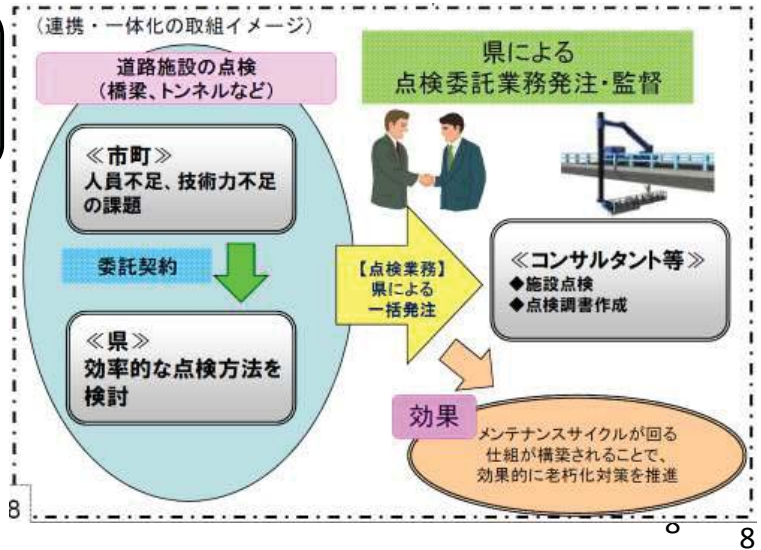 （連携・一体化の取組イメージ）
道路施設の点検
（橋梁、トンネルなど）
≪市町≫
人員不足、技術力不足
の課題
委託契約
≪県≫
効率的な点検方法を
検討
県による
点検委託業務発注・監督
【点検業務】
県による
一括発注
≪コンサルタント等≫
◆施設点検
◆点検調書作成
効果
メンテナンスサイクルが回る
仕組が構築されることで、
効果的に老朽化対策を推進
8
8